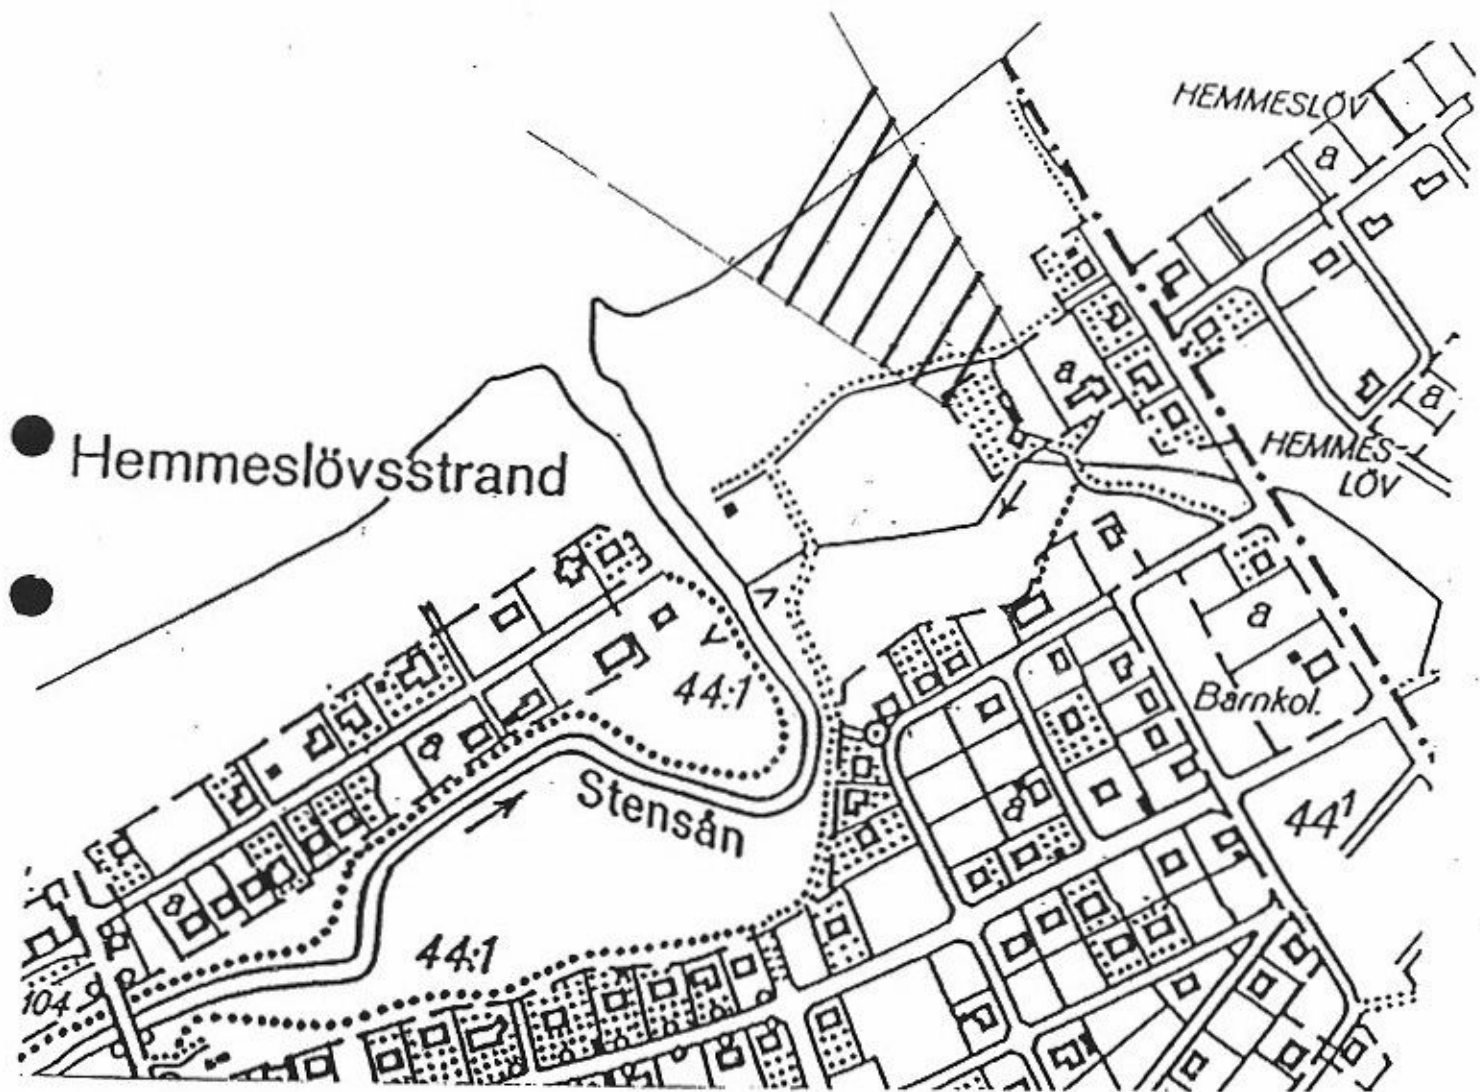 HEMMESLÖV
a
a
a
Hemmeslövsstrand
HEMMES-
LÖV
a
44:1
Barnkol.
a
Stensån
a
44¹
a
44:1
104